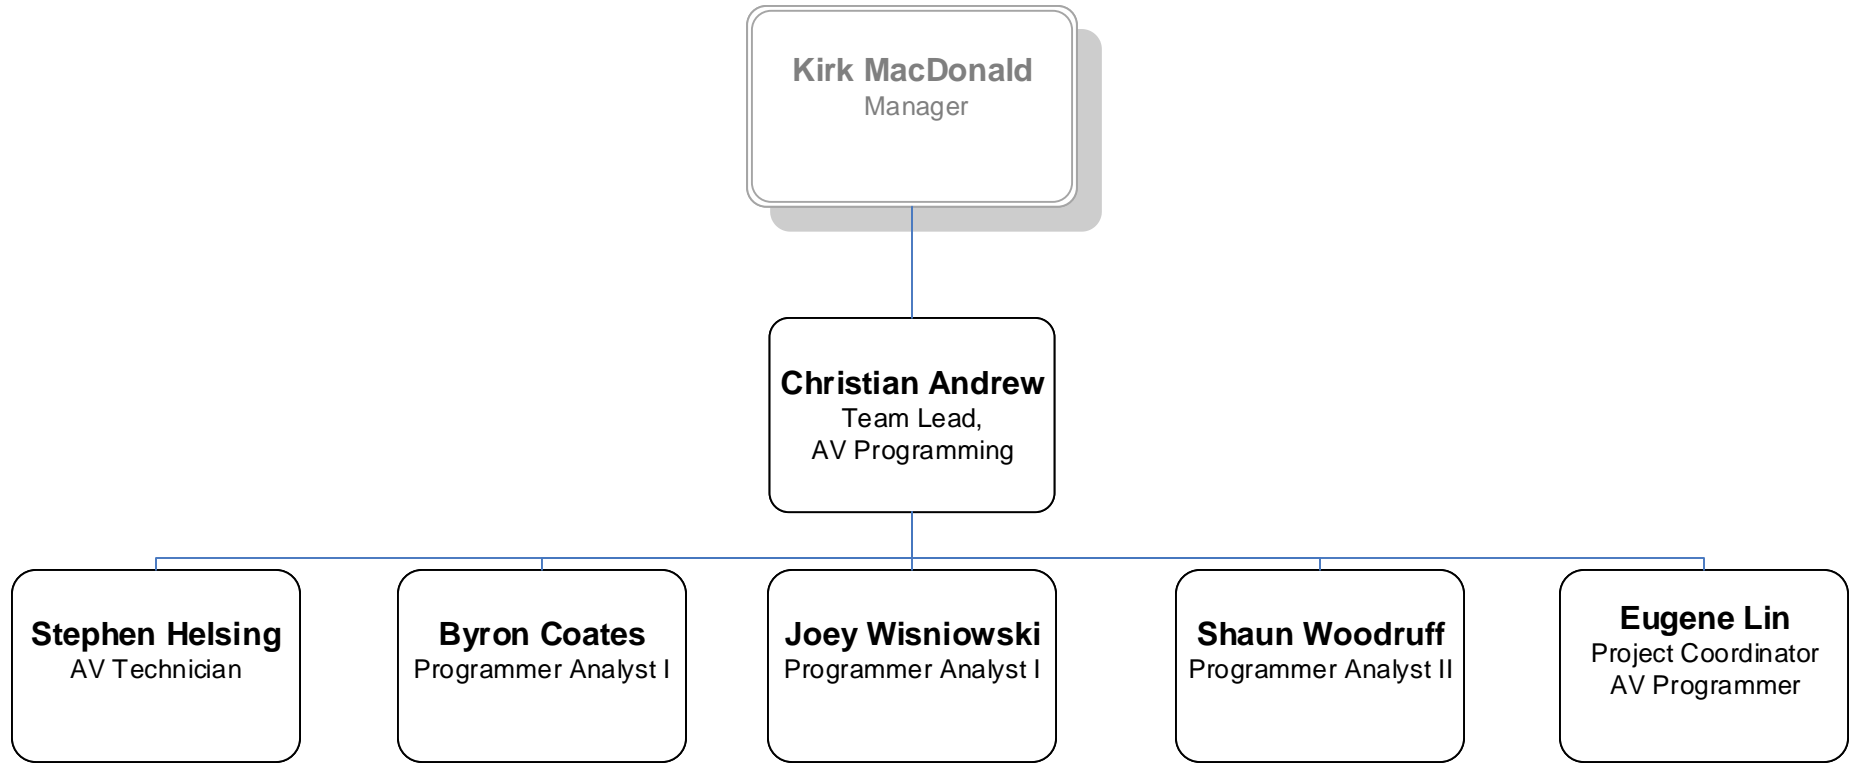 Kirk MacDonald
Manager
Christian Andrew
Team Lead,
AV Programming
Stephen Helsing
AV Technician
Byron Coates
Programmer Analyst I
Joey Wisniowski
Programmer Analyst I
Shaun Woodruff
Programmer Analyst II
Eugene Lin
Project Coordinator
AV Programmer